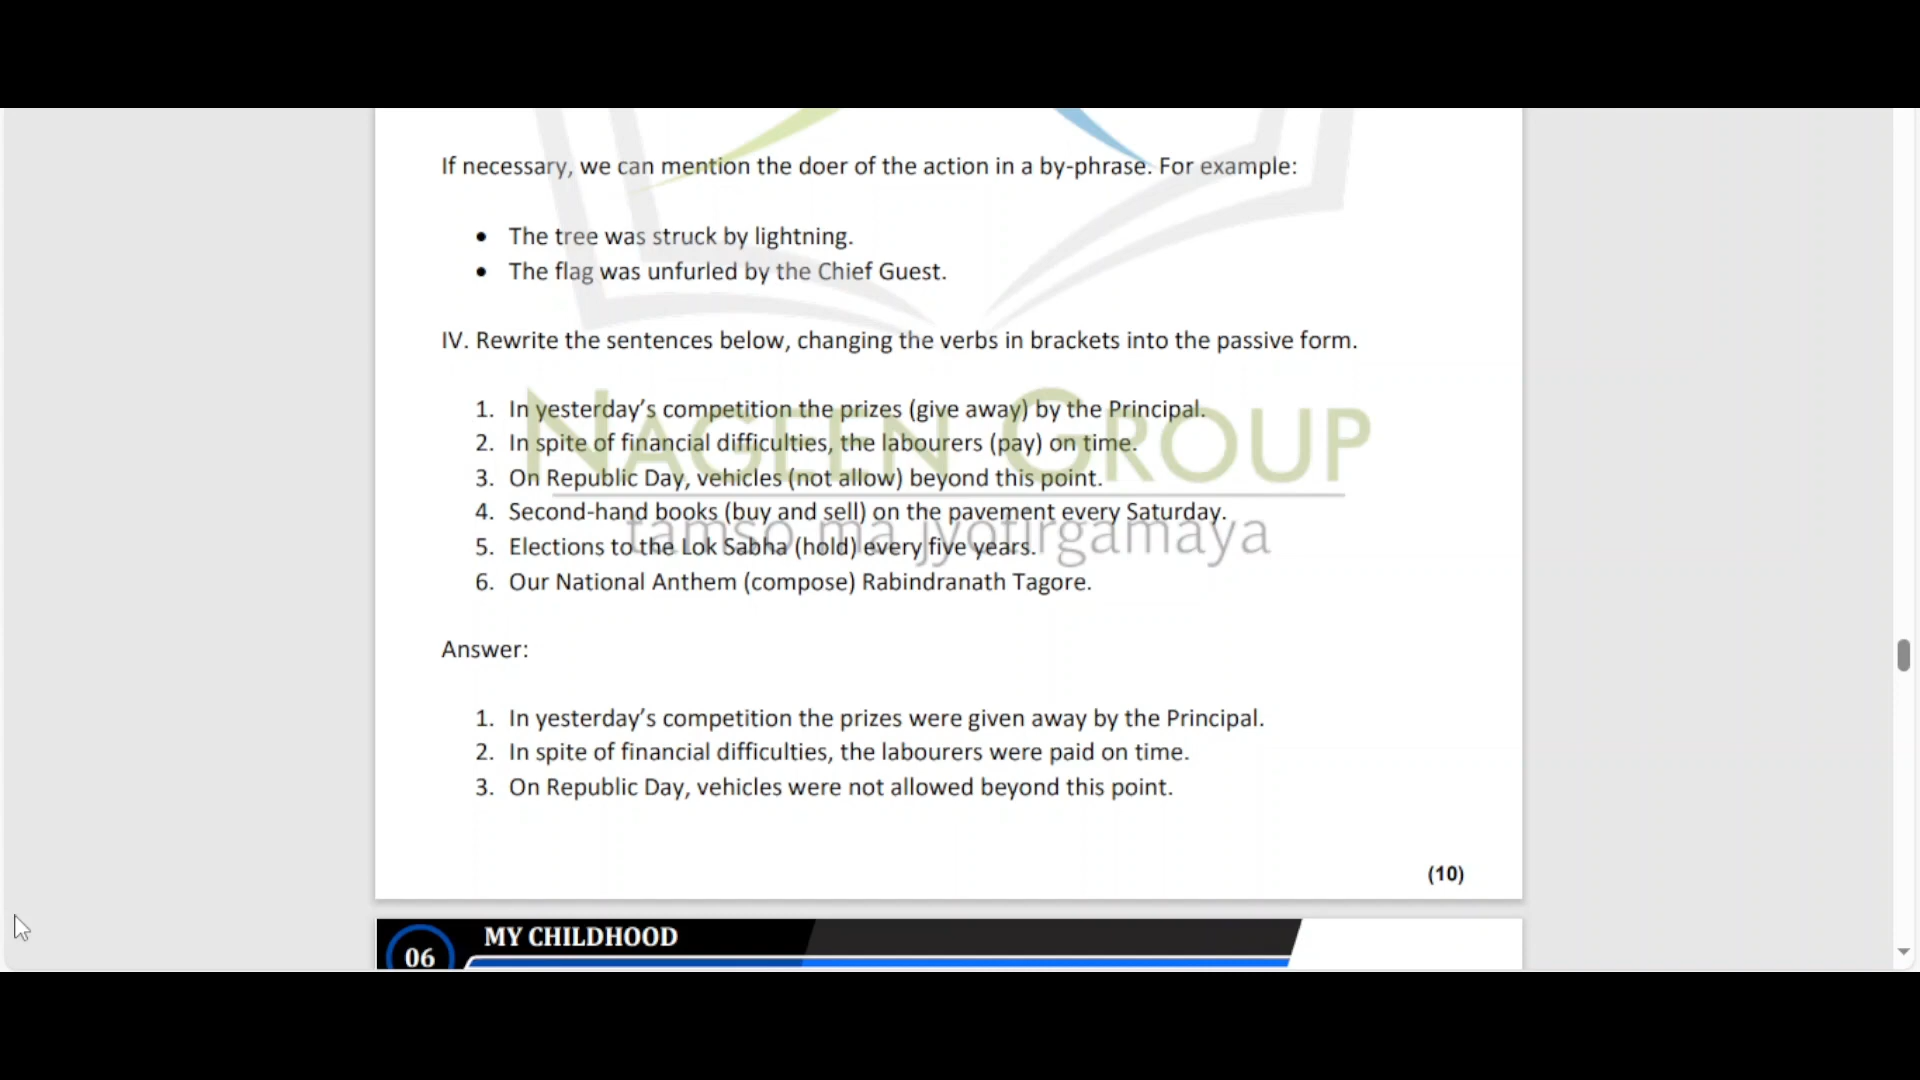 If necessary, we can mention the doer of the action in a by-phrase. For example:
• The tree was struck by lightning.
• The flag was unfurled by the Chief Guest.
IV. Rewrite the sentences below, changing the verbs in brackets into the passive form.
1. In yesterday’s competition the prizes (give away) by the Principal.
2. In spite of financial difficulties, the labourers (pay) on time.
3. On Republic Day, vehicles (not allow) beyond this point.
4. Second-hand books (buy and sell) on the pavement every Saturday.
5. Elections to the Lok Sabha (hold) every five years.
6. Our National Anthem (compose) Rabindranath Tagore.
NAGEEN GROUP
tamso ma jyotirgamaya
Answer:
1. In yesterday’s competition the prizes were given away by the Principal.
2. In spite of financial difficulties, the labourers were paid on time.
3. On Republic Day, vehicles were not allowed beyond this point.
(10)
06 MY CHILDHOOD